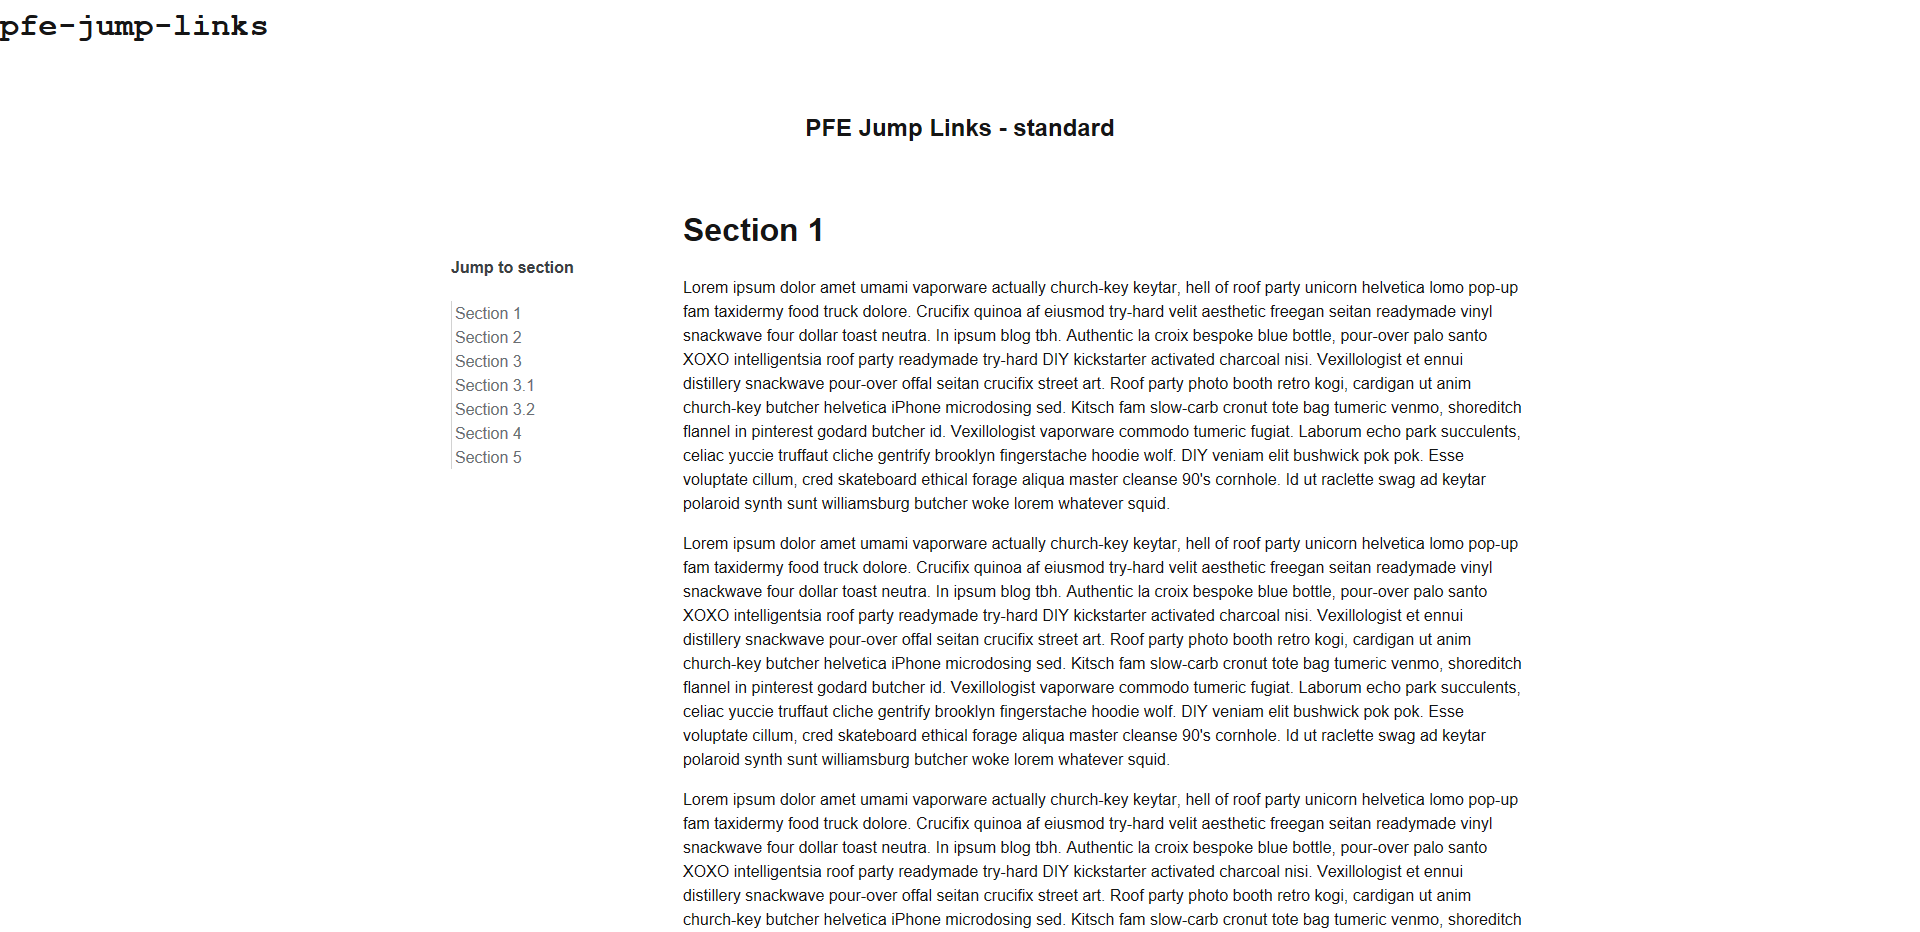 pfe-jump-links
PFE Jump Links - standard
Jump to section
Section 1
Section 2
Section 3
Section 3.1
Section 3.2
Section 4
Section 5
Section 1
Lorem ipsum dolor amet umami vaporware actually church-key keytar, hell of roof party unicorn helvetica lomo pop-up
fam taxidermy food truck dolore. Crucifix quinoa af eiusmod try-hard velit aesthetic freegan seitan readymade vinyl
snackwave four dollar toast neutra. In ipsum blog tbh. Authentic la croix bespoke blue bottle, pour-over palo santo
XOXO intelligentsia roof party readymade try-hard DIY kickstarter activated charcoal nisi. Vexillologist et ennui
distillery snackwave pour-over offal seitan crucifix street art. Roof party photo booth retro kogi, cardigan ut anim
church-key butcher helvetica iPhone microdosing sed. Kitsch fam slow-carb cronut tote bag tumeric venmo, shoreditch
flannel in pinterest godard butcher id. Vexillologist vaporware commodo tumeric fugiat. Laborum echo park succulents,
celiac yuccie truffaut cliche gentrify brooklyn fingerstache hoodie wolf. DIY veniam elit bushwick pok pok. Esse
voluptate cillum, cred skateboard ethical forage aliqua master cleanse 90's cornhole. Id ut raclette swag ad keytar
polaroid synth sunt williamsburg butcher woke lorem whatever squid.
Lorem ipsum dolor amet umami vaporware actually church-key keytar, hell of roof party unicorn helvetica lomo pop-up
fam taxidermy food truck dolore. Crucifix quinoa af eiusmod try-hard velit aesthetic freegan seitan readymade vinyl
snackwave four dollar toast neutra. In ipsum blog tbh. Authentic la croix bespoke blue bottle, pour-over palo santo
XOXO intelligentsia roof party readymade try-hard DIY kickstarter activated charcoal nisi. Vexillologist et ennui
distillery snackwave pour-over offal seitan crucifix street art. Roof party photo booth retro kogi, cardigan ut anim
church-key butcher helvetica iPhone microdosing sed. Kitsch fam slow-carb cronut tote bag tumeric venmo, shoreditch
flannel in pinterest godard butcher id. Vexillologist vaporware commodo tumeric fugiat. Laborum echo park succulents,
celiac yuccie truffaut cliche gentrify brooklyn fingerstache hoodie wolf. DIY veniam elit bushwick pok pok. Esse
voluptate cillum, cred skateboard ethical forage aliqua master cleanse 90's cornhole. Id ut raclette swag ad keytar
polaroid synth sunt williamsburg butcher woke lorem whatever squid.
Lorem ipsum dolor amet umami vaporware actually church-key keytar, hell of roof party unicorn helvetica lomo pop-up
fam taxidermy food truck dolore. Crucifix quinoa af eiusmod try-hard velit aesthetic freegan seitan readymade vinyl
snackwave four dollar toast neutra. In ipsum blog tbh. Authentic la croix bespoke blue bottle, pour-over palo santo
XOXO intelligentsia roof party readymade try-hard DIY kickstarter activated charcoal nisi. Vexillologist et ennui
distillery snackwave pour-over offal seitan crucifix street art. Roof party photo booth retro kogi, cardigan ut anim
church-key butcher helvetica iPhone microdosing sed. Kitsch fam slow-carb cronut tote bag tumeric venmo, shoreditch